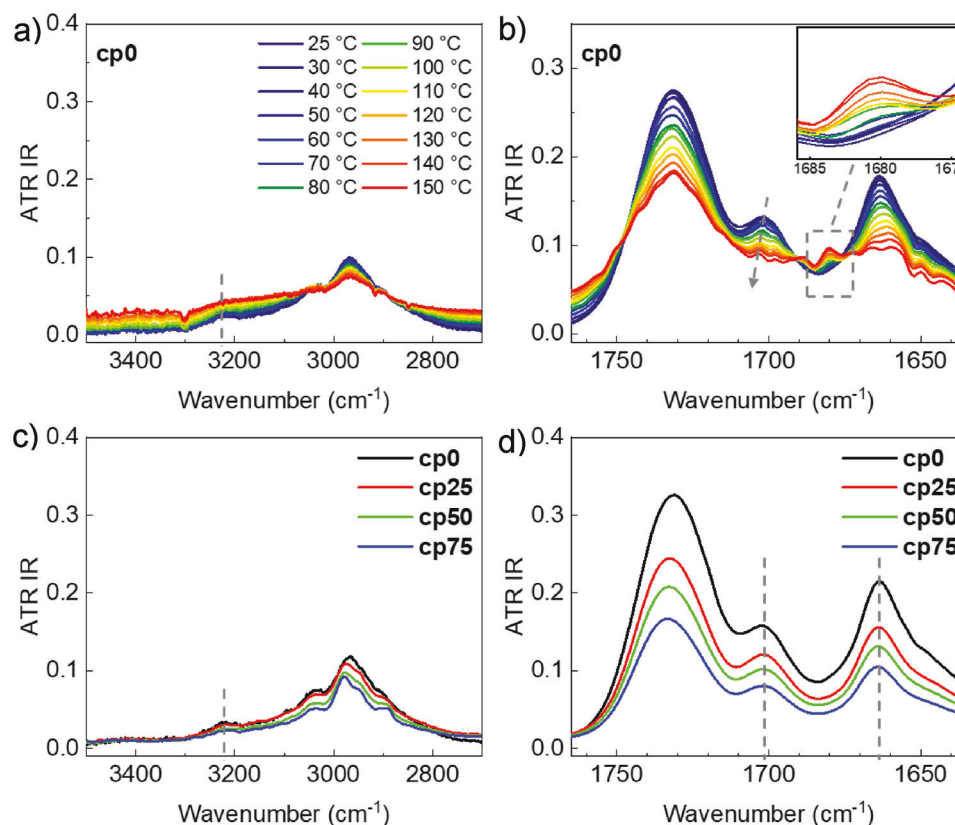 a)
cp0
25 °C
30 °C
40 °C
50 °C
60 °C
70 °C
80 °C
90 °C
100 °C
110 °C
120 °C
130 °C
140 °C
150 °C
0.4
0.3
0.2
0.1
0.0
ATR IR
3400 3200 3000 2800
Wavenumber (cm⁻¹)
b)
cp0
0.3
0.2
0.1
0.0
ATR IR
1685 1680 167
1750 1700 1650
Wavenumber (cm⁻¹)
c)
cp0
cp25
cp50
cp75
0.4
0.3
0.2
0.1
0.0
ATR IR
3400 3200 3000 2800
Wavenumber (cm⁻¹)
d)
cp0
cp25
cp50
cp75
0.4
0.3
0.2
0.1
0.0
ATR IR
1750 1700 1650
Wavenumber (cm⁻¹)